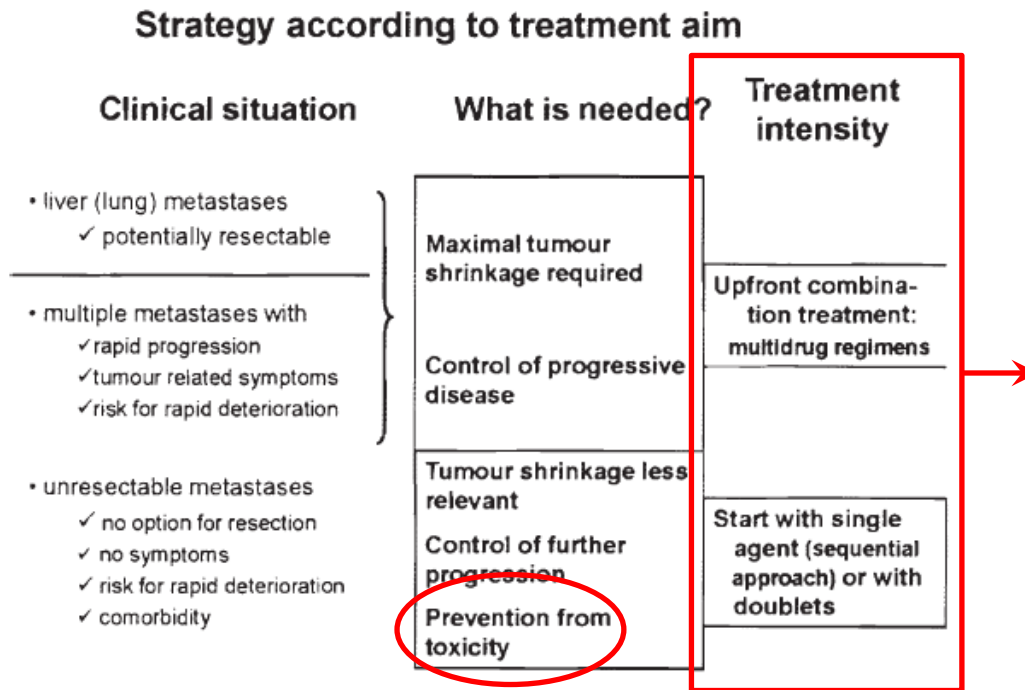 Strategy according to treatment aim
Clinical situation
What is needed?
Treatment
intensity
• liver (lung) metastases
✓ potentially resectable
• multiple metastases with
✓rapid progression
✓tumour related symptoms
✓risk for rapid deterioration
Maximal tumour
shrinkage required
Control of progressive
disease
Upfront combina-
tion treatment:
multidrug regimens
• unresectable metastases
✓ no option for resection
✓ no symptoms
✓ risk for rapid deterioration
✓ comorbidity
Tumour shrinkage less
relevant
Control of further
progression
Prevention from
toxicity
Start with single
agent (sequential
approach) or with
doublets